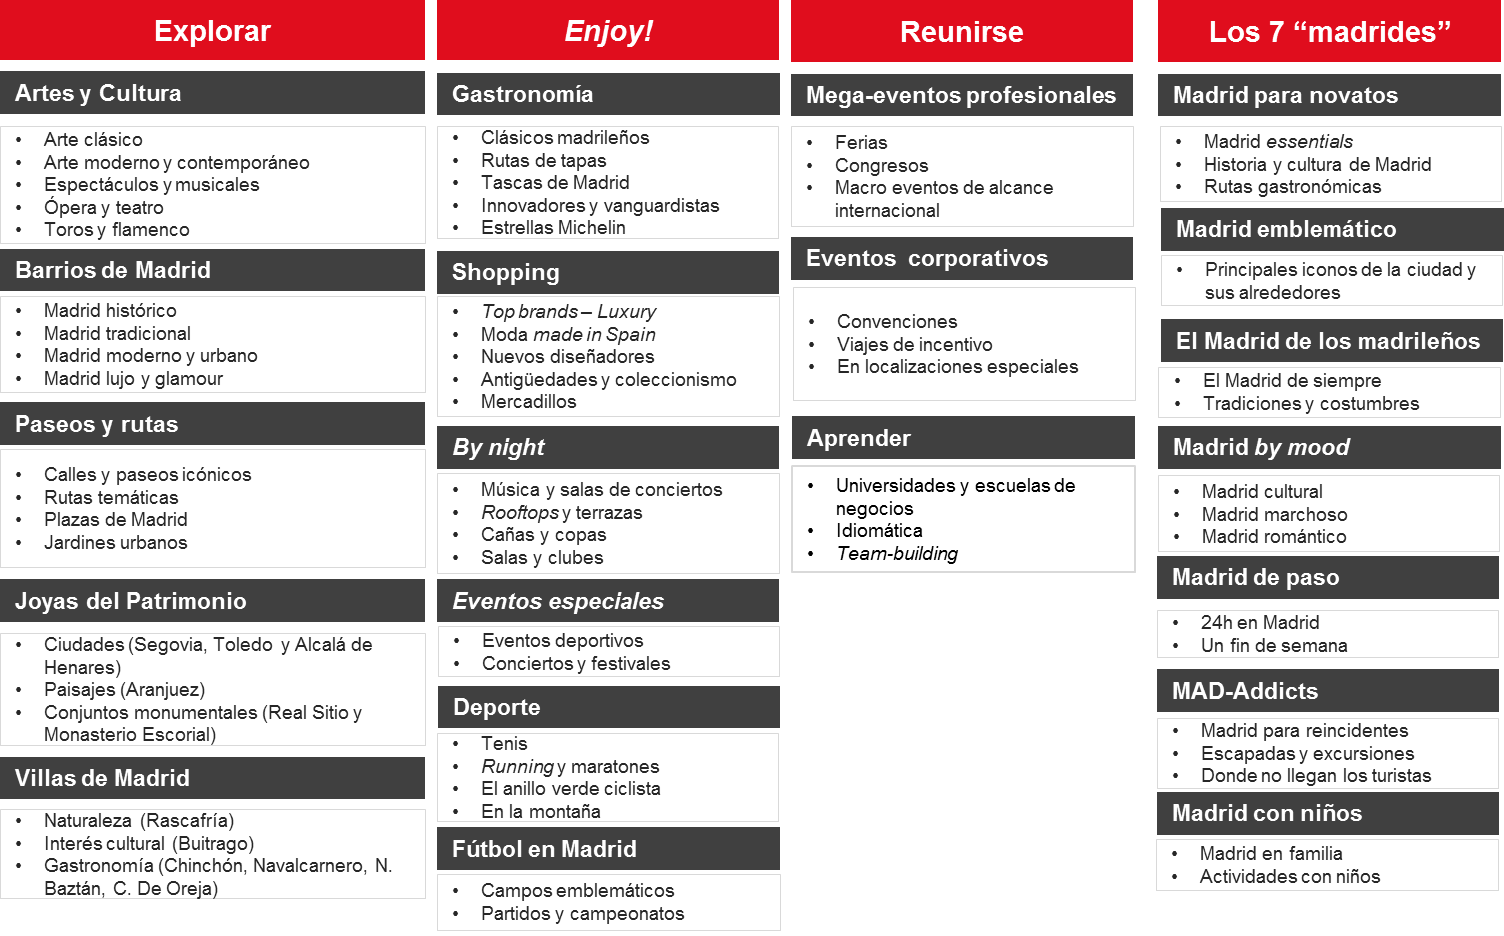 Explorar
Artes y Cultura
• Arte clásico
• Arte moderno y contemporáneo
• Espectáculos y musicales
• Ópera y teatro
• Toros y flamenco
Barrios de Madrid
• Madrid histórico
• Madrid tradicional
• Madrid moderno y urbano
• Madrid lujo y glamour
Paseos y rutas
• Calles y paseos icónicos
• Rutas temáticas
• Plazas de Madrid
• Jardines urbanos
Joyas del Patrimonio
• Ciudades (Segovia, Toledo y Alcalá de
Henares)
• Paisajes (Aranjuez)
• Conjuntos monumentales (Real Sitio y
Monasterio Escorial)
Villas de Madrid
• Naturaleza (Rascafría)
• Interés cultural (Buitrago)
• Gastronomía (Chinchón, Navalcarnero, N.
Baztán, C. De Oreja)
Enjoy!
Gastronomía
• Clásicos madrileños
• Rutas de tapas
• Tascas de Madrid
• Innovadores y vanguardistas
• Estrellas Michelin
Shopping
• Top brands – Luxury
• Moda made in Spain
• Nuevos diseñadores
• Antigüedades y coleccionismo
• Mercadillos
By night
• Música y salas de conciertos
• Rooftops y terrazas
• Cañas y copas
• Salas y clubes
Eventos especiales
• Eventos deportivos
• Conciertos y festivales
Deporte
• Tenis
• Running y maratones
• El anillo verde ciclista
• En la montaña
Fútbol en Madrid
• Campos emblemáticos
• Partidos y campeonatos
Reunirse
Mega-eventos profesionales
• Ferias
• Congresos
• Macro eventos de alcance
internacional
Eventos corporativos
• Convenciones
• Viajes de incentivo
• En localizaciones especiales
Aprender
• Universidades y escuelas de
negocios
• Idiomática
• Team-building
Los 7 “madrides”
Madrid para novatos
• Madrid essentials
• Historia y cultura de Madrid
• Rutas gastronómicas
Madrid emblemático
• Principales iconos de la ciudad y
sus alrededores
El Madrid de los madrileños
• El Madrid de siempre
• Tradiciones y costumbres
Madrid by mood
• Madrid cultural
• Madrid marchoso
• Madrid romántico
Madrid de paso
• 24h en Madrid
• Un fin de semana
MAD-Addicts
• Madrid para reincidentes
• Escapadas y excursiones
• Donde no llegan los turistas
Madrid con niños
• Madrid en familia
• Actividades con niños